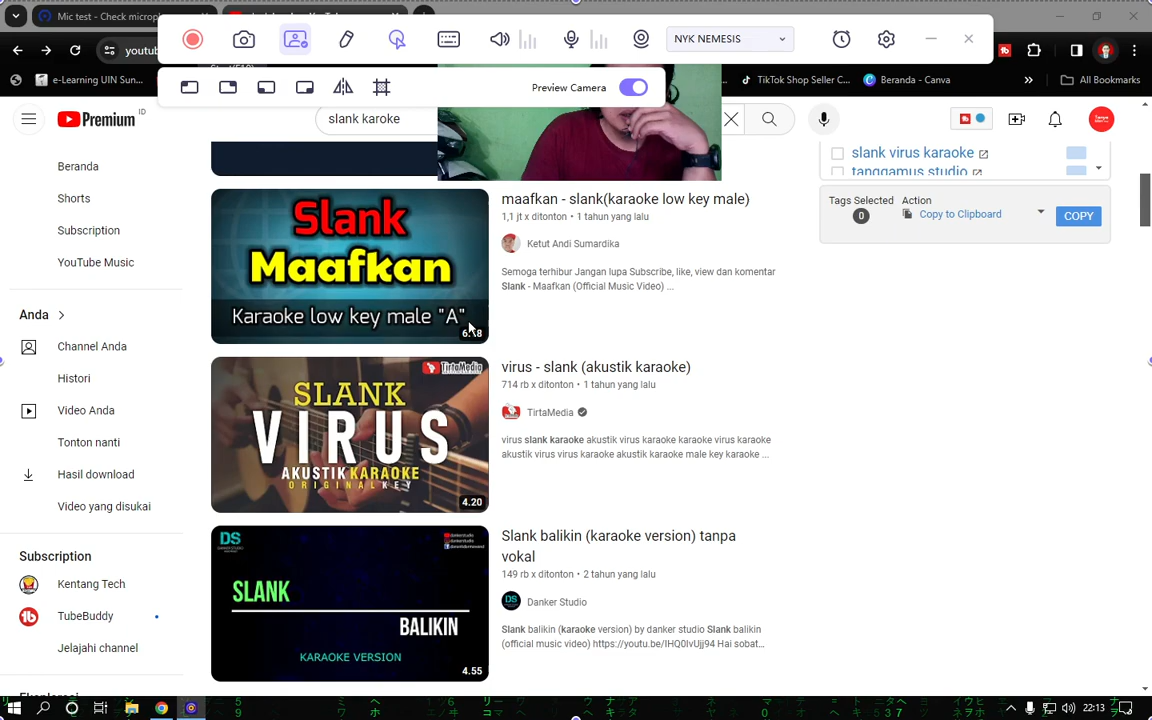 Mic test - Check microp
NYK NEMESIS
youtub
e-Learning UIN Sun...
TikTok Shop Seller C...
Beranda - Canva
All Bookmarks
Preview Camera
Premium ID
slank karoke
Beranda
Shorts
Subscription
YouTube Music
Anda
Channel Anda
Histori
Video Anda
Tonton nanti
Hasil download
Video yang disukai
Subscription
Kentang Tech
TubeBuddy
Jelajahi channel
Slank
Maafkan
Karaoke low key male "A"
maafkan - slank(karaoke low key male)
1,1 jt x ditonton • 1 tahun yang lalu
Ketut Andi Sumardika
Semoga terhibur Jangan lupa Subscribe, like, view dan komentar
Slank - Maafkan (Official Music Video) ...
TirtaMedia
SLANK
VIRUS
AKUSTIK KARAOKE
ORIGINAL KEY
4.20
virus - slank (akustik karaoke)
714 rb x ditonton • 1 tahun yang lalu
TirtaMedia
virus slank karaoke akustik virus karaoke karaoke virus karaoke
akustik virus virus karaoke akustik karaoke male key karaoke ...
DS
SLANK
BALIKIN
KARAOKE VERSION
4.55
Slank balikin (karaoke version) tanpa
vokal
149 rb x ditonton • 2 tahun yang lalu
DS
Danker Studio
Slank balikin (karaoke version) by danker studio Slank balikin
(official music video) https://youtu.be/IHQ0IvUjj94 Hai sobat...
slank virus karaoke
tanggamus studio
Tags Selected
0
Action
Copy to Clipboard
COPY
22:13